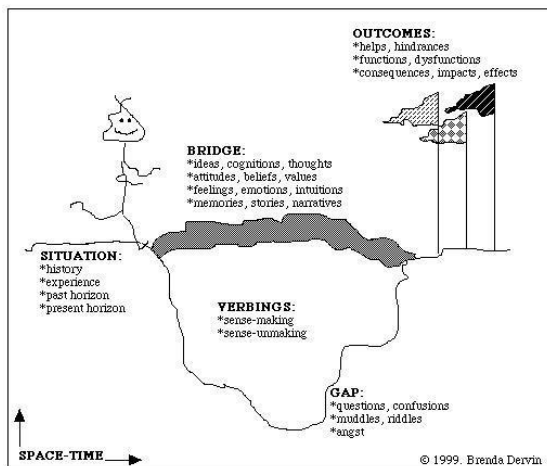 OUTCOMES:
*helps, hindrances
*functions, dysfunctions
*consequences, impacts, effects
BRIDGE:
*ideas, cognitions, thoughts
*attitudes, beliefs, values
*feelings, emotions, intuitions
*memories, stories, narratives
SITUATION:
*history
*experience
*past horizon
*present horizon
VERBINGS:
*sense-making
*sense-unmaking
GAP:
*questions, confusions
*muddles, riddles
*angst
SPACE-TIME
© 1999. Brenda Dervin